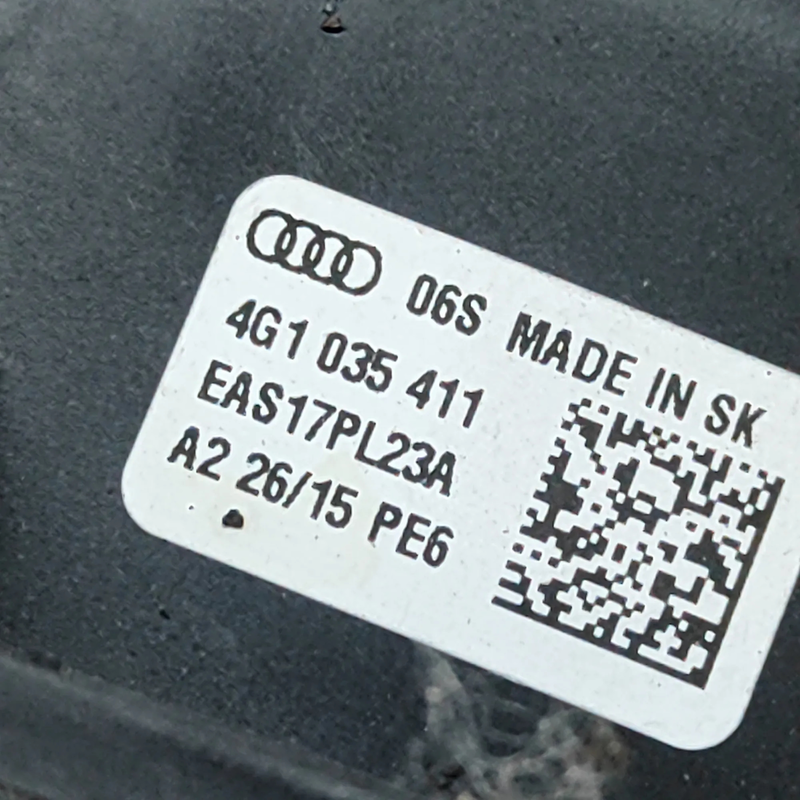 06S MADE IN SK
4G1 035 411
EAS17PL23A
A2 26/15 PE6